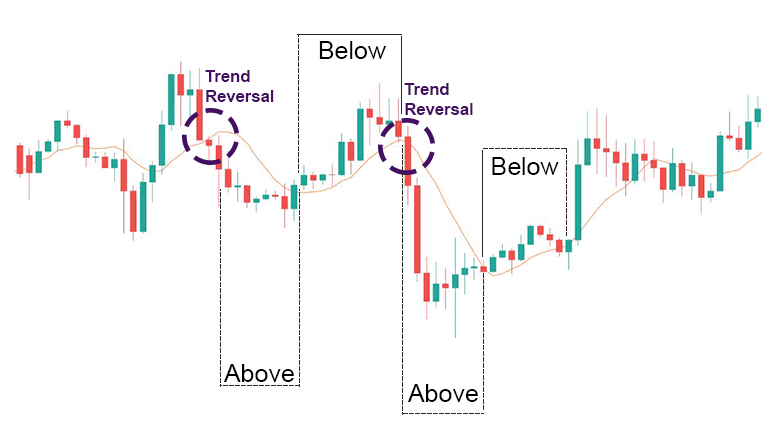 Below
Trend
Reversal
Trend
Reversal
Below
Above
Above